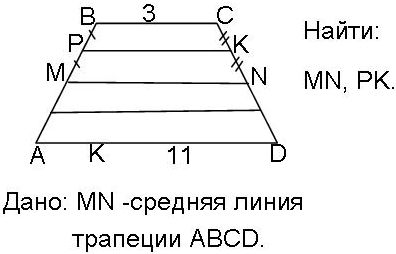 B 3 C
P K
M N
A K 11 D
Найти:
MN, PK.
Дано: MN -средняя линия
трапеции ABCD.